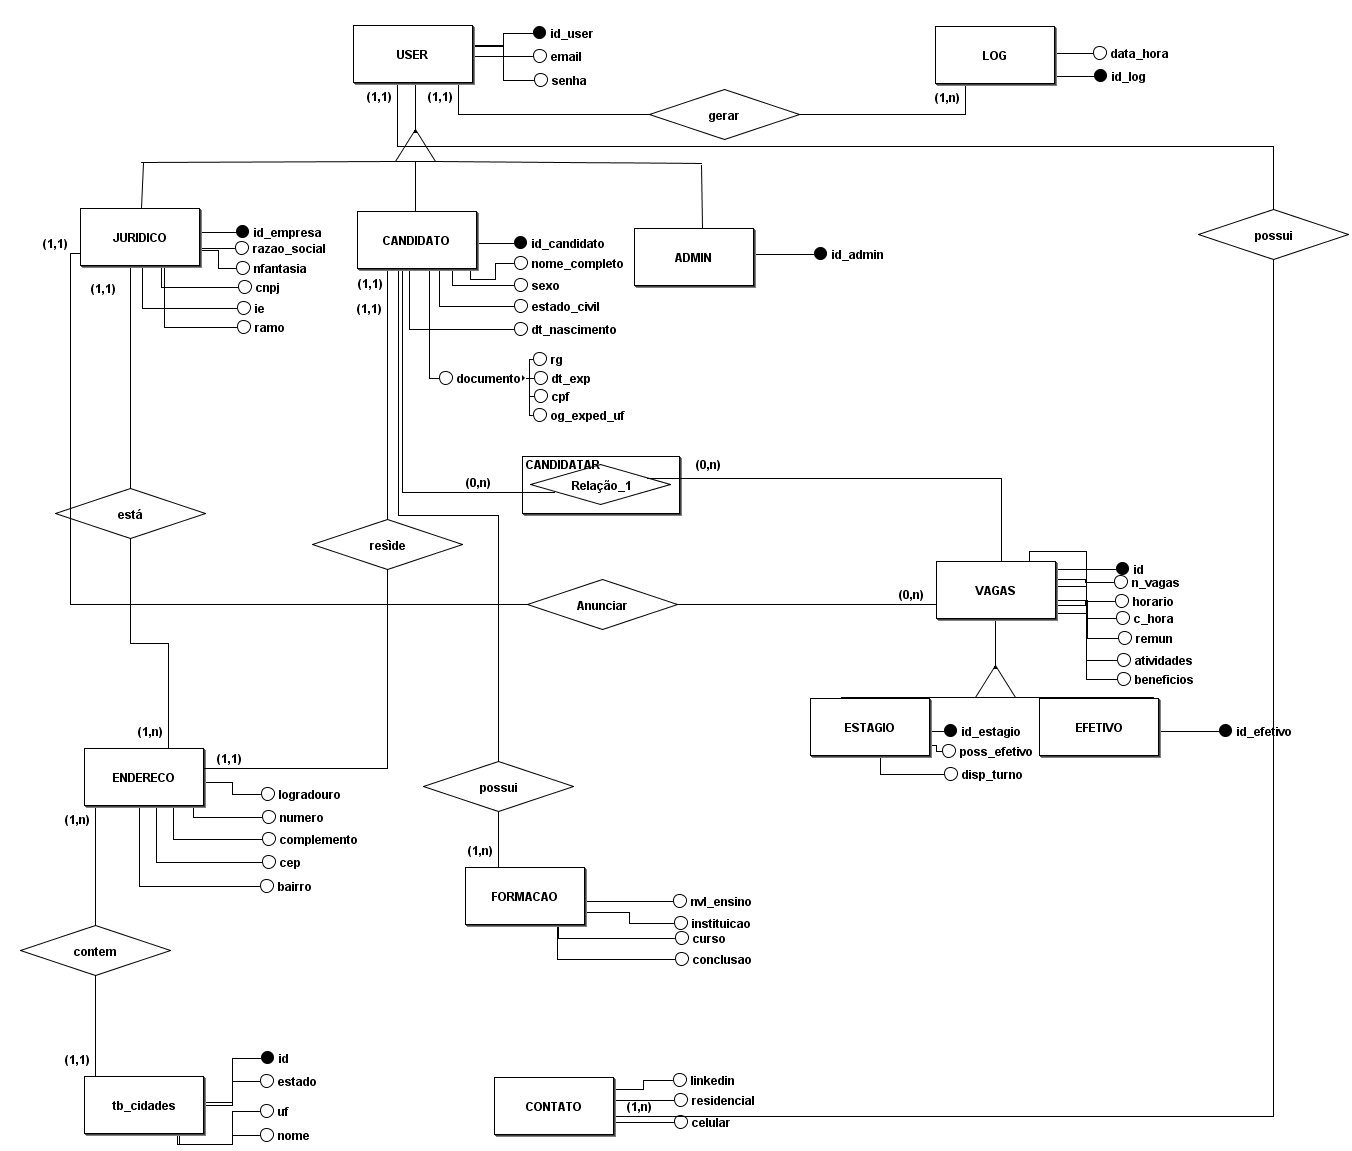 USER
id_user
email
senha
LOG
data_hora
id_log
(1,1)
(1,1)
(1,n)
gerar
possui
JURIDICO
(1,1)
(1,1)
id_empresa
razao_social
nfantasia
cnpj
ie
ramo
CANDIDATO
(1,1)
(1,1)
id_candidato
nome_completo
sexo
estado_civil
dt_nascimento
documento
rg
dt_exp
cpf
og_exped_uf
ADMIN
id_admin
CANDIDATAR
Relação_1
(0,n)
(0,n)
está
resìde
Anunciar
(0,n)
VAGAS
id
n_vagas
horario
c_hora
remun
atividades
beneficios
ESTAGIO
id_estagio
poss_efetivo
disp_turno
EFETIVO
id_efetivo
(1,n)
(1,1)
ENDERECO
(1,n)
logradouro
numero
complemento
cep
bairro
possui
(1,n)
FORMACAO
nvl_ensino
instituicao
curso
conclusao
contem
(1,1)
tb_cidades
id
estado
uf
nome
CONTATO
(1,n)
linkedin
residencial
celular